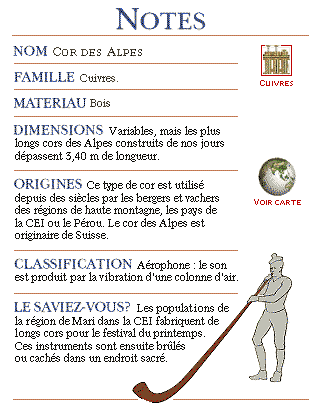 NOTES
NOM COR DES ALPES
FAMILLE Cuivres.
CUIVRES
MATERIAU Bois
DIMENSIONS Variables, mais les plus
longs cors des Alpes construits de nos jours
dépassent 3,40 m de longueur.
ORIGINES Ce type de cor est utilisé
depuis des siècles par les bergers et vachers
des régions de haute montagne, les pays de
la CEI ou le Pérou. Le cor des Alpes est
originaire de Suisse.
VOIR CARTE
CLASSIFICATION Aérophone : le son
est produit par la vibration d'une colonne d'air.
LE SAVIEZ-VOUS? Les populations de
la région de Mari dans la CEI fabriquent de
longs cors pour le festival du printemps.
Ces instruments sont ensuite brûlés
ou cachés dans un endroit sacré.